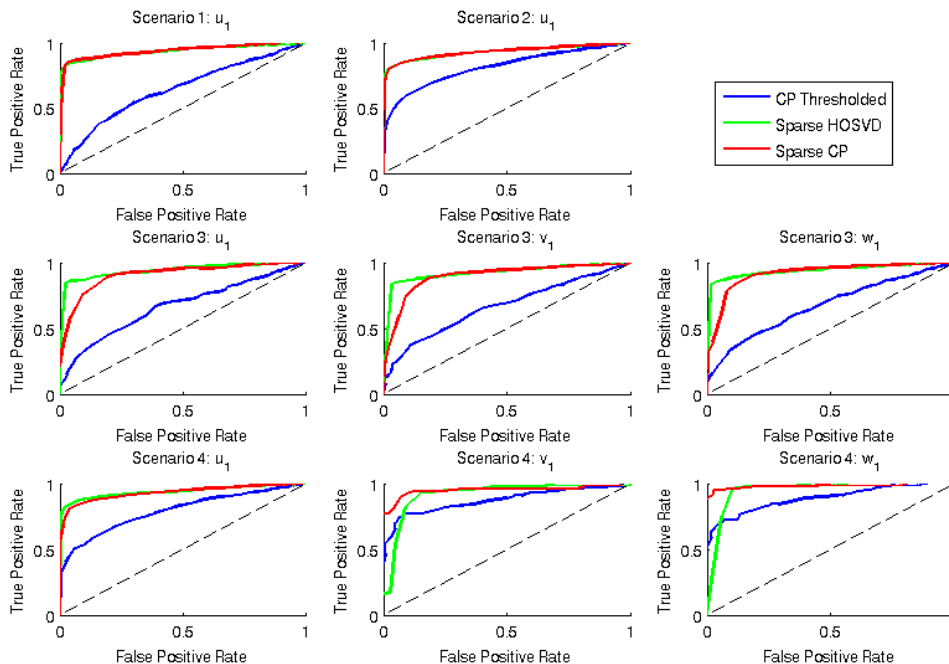 Scenario 1: u1
Scenario 2: u1
True Positive Rate
1
0.5
0
0
0.5
1
False Positive Rate
True Positive Rate
1
0.5
0
0
0.5
1
False Positive Rate
CP Thresholded
Sparse HOSVD
Sparse CP
Scenario 3: u1
Scenario 3: v1
Scenario 3: w1
True Positive Rate
1
0.5
0
0
0.5
1
False Positive Rate
True Positive Rate
1
0.5
0
0
0.5
1
False Positive Rate
True Positive Rate
1
0.5
0
0
0.5
False Positive Rate
Scenario 4: u1
Scenario 4: v1
Scenario 4: w1
True Positive Rate
1
0.5
0
0
0.5
1
False Positive Rate
True Positive Rate
1
0.5
0
0
0.5
1
False Positive Rate
True Positive Rate
1
0.5
0
0
0.5
False Positive Rate